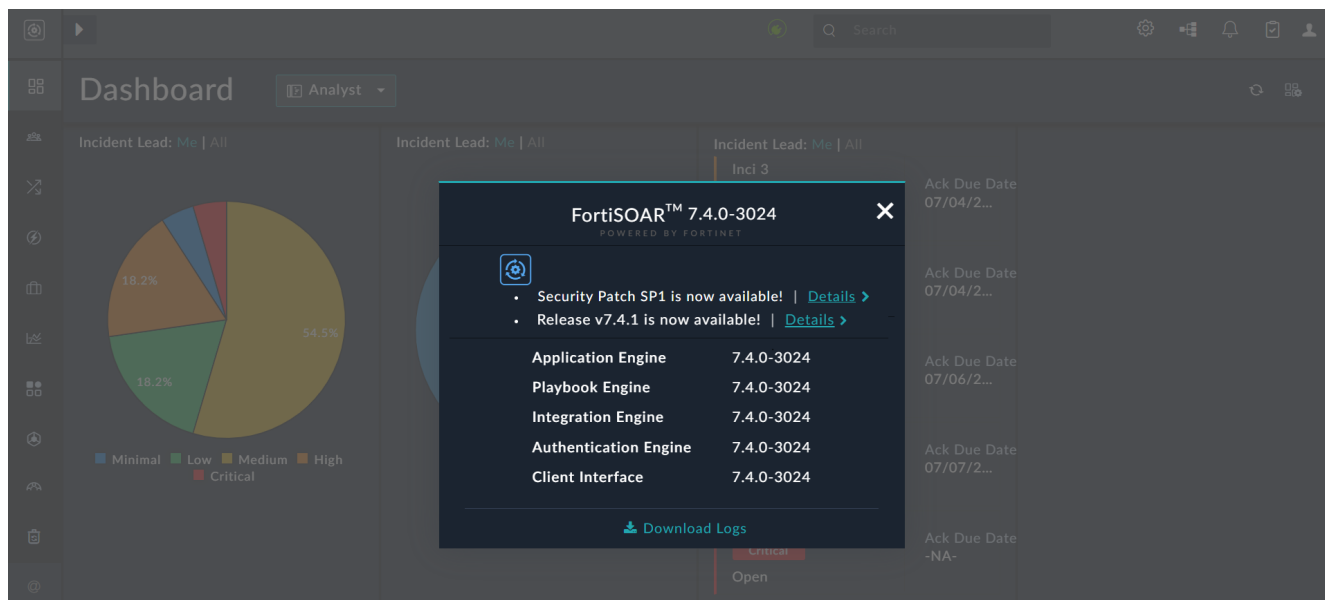 Search
Dashboard
Analyst
Incident Lead: Me | All
Incident Lead: Me | All
Incident Lead: Me | All
Inci 3
Ack Due Date
07/04/2...
FortiSOAR™ 7.4.0-3024
POWERED BY FORTINET
• Security Patch SP1 is now available! | Details >
• Release v7.4.1 is now available! | Details >
Application Engine 7.4.0-3024
Playbook Engine 7.4.0-3024
Integration Engine 7.4.0-3024
Authentication Engine 7.4.0-3024
Client Interface 7.4.0-3024
Download Logs
18.2%
54.5%
18.2%
Minimal Low Medium High
Critical
Ack Due Date
07/04/2...
Ack Due Date
07/06/2...
Ack Due Date
07/07/2...
Ack Due Date
-NA-
Critical
Open